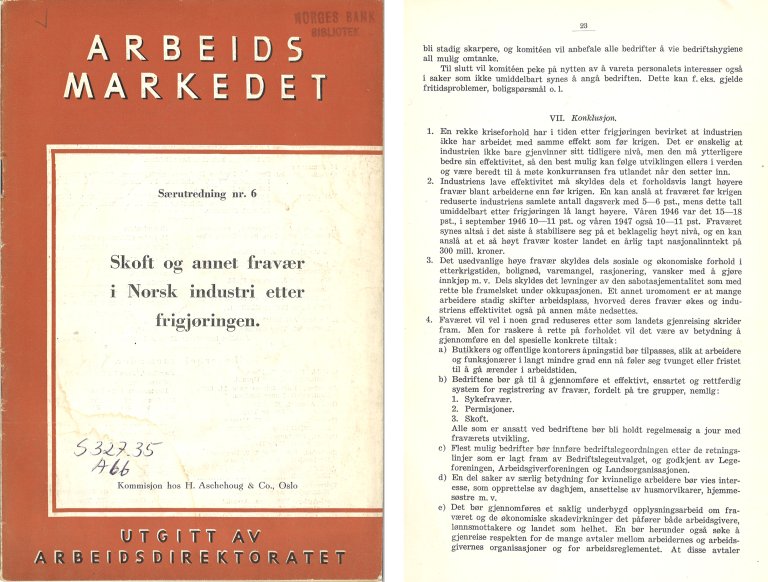 NORGES BANK
BIBLIOTEK
ARBEIDS
MARKEDET
Særutredning nr. 6
Skoft og annet fravær
i Norsk industri etter
frigjøringen.
S 327.35
A66
Kommisjon hos H. Aschehoug & Co., Oslo
UTGITT AV
ARBEIDSDIREKTORATET
23
bli stadig skarpere, og komitéen vil anbefale alle bedrifter å vie bedriftshygiene
all mulig omtanke.
Til slutt vil komitéen peke på nytten av å vareta personalets interesser også
i saker som ikke umiddelbart synes å angå bedriften. Dette kan f. eks. gjelde
fritidsproblemer, boligspørsmål o. l.
VII. Konklusjon.
1. En rekke kriseforhold har i tiden etter frigjøringen bevirket at industrien
ikke har arbeidet med samme effekt som før krigen. Det er ønskelig at
industrien ikke bare gjenvinner sitt tidligere nivå, men den må ytterligere
bedre sin effektivitet, så den best mulig kan følge utviklingen ellers i verden
og være beredt til å møte konkurransen fra utlandet når den setter inn.
2. Industriens lave effektivitet må skyldes dels et forholdsvis langt høyere
fravær blant arbeiderne enn før krigen. En kan anslå at fraværet før krigen
reduserte industriens samlete antall dagsverk med 5—6 pst., mens dette tall
umiddelbart etter frigjøringen lå langt høyere. Våren 1946 var det 15—18
pst., i september 1946 10—11 pst. og våren 1947 også 10—11 pst. Fraværet
synes altså i det siste å stabilisere seg på et beklagelig høyt nivå, og en kan
anslå at et så høyt fravær koster landet en årlig tapt nasjonalinntekt på
300 mill. kroner.
3. Det usedvanlige høye fravær skyldes dels sosiale og økonomiske forhold i
etterkrigstiden, bolignød, varemangel, rasjonering, vansker med å gjøre
innkjøp m. v. Dels skyldes det levninger av den sabotasjementalitet som med
rette ble framelsket under okkupasjonen. Et annet uromoment er at mange
arbeidere stadig skifter arbeidsplass, hvorved deres fravær økes og indu-
striens effektivitet også på annen måte nedsettes.
4. Faværet vil vel i noen grad reduseres etter som landets gjenreising skrider
fram. Men for raskere å rette på forholdet vil det være av betydning å
gjennomføre en del spesielle konkrete tiltak:
a) Butikkers og offentlige kontorers åpningstid bør tilpasses, slik at arbeidere
og funksjonærer i langt mindre grad enn nå føler seg tvunget eller fristet
til å gå ærender i arbeidstiden.
b) Bedriftene bør gå til å gjennomføre et effektivt, ensartet og rettferdig
system for registrering av fravær, fordelt på tre grupper, nemlig:
1. Sykefravær.
2. Permisjoner.
3. Skoft.
Alle som er ansatt ved bedriftene bør bli holdt regelmessig a jour med
fraværets utvikling.
c) Flest mulig bedrifter bør innføre bedriftslegeordningen etter de retnings-
linjer som er lagt fram av Bedriftslegeutvalget, og godkjent av Lege-
foreningen, Arbeidsgiverforeningen og Landsorganisasjonen.
d) En del saker av særlig betydning for kvinnelige arbeidere bør vies inter-
esse, som opprettelse av daghjem, ansettelse av husmorvikarer, hjemme-
søstre m. v.
e) Det bør gjennomføres et saklig underbygd opplysningsarbeid om fra-
været og de økonomiske skadevirkninger det påfører både arbeidsgivere,
lønnsmottakere og landet som helhet. En bør herunder også søke å
gjenreise respekten for de mange avtaler mellom arbeidernes og arbeids-
givernes organisasjoner og for arbeidsreglementet. At disse avtaler